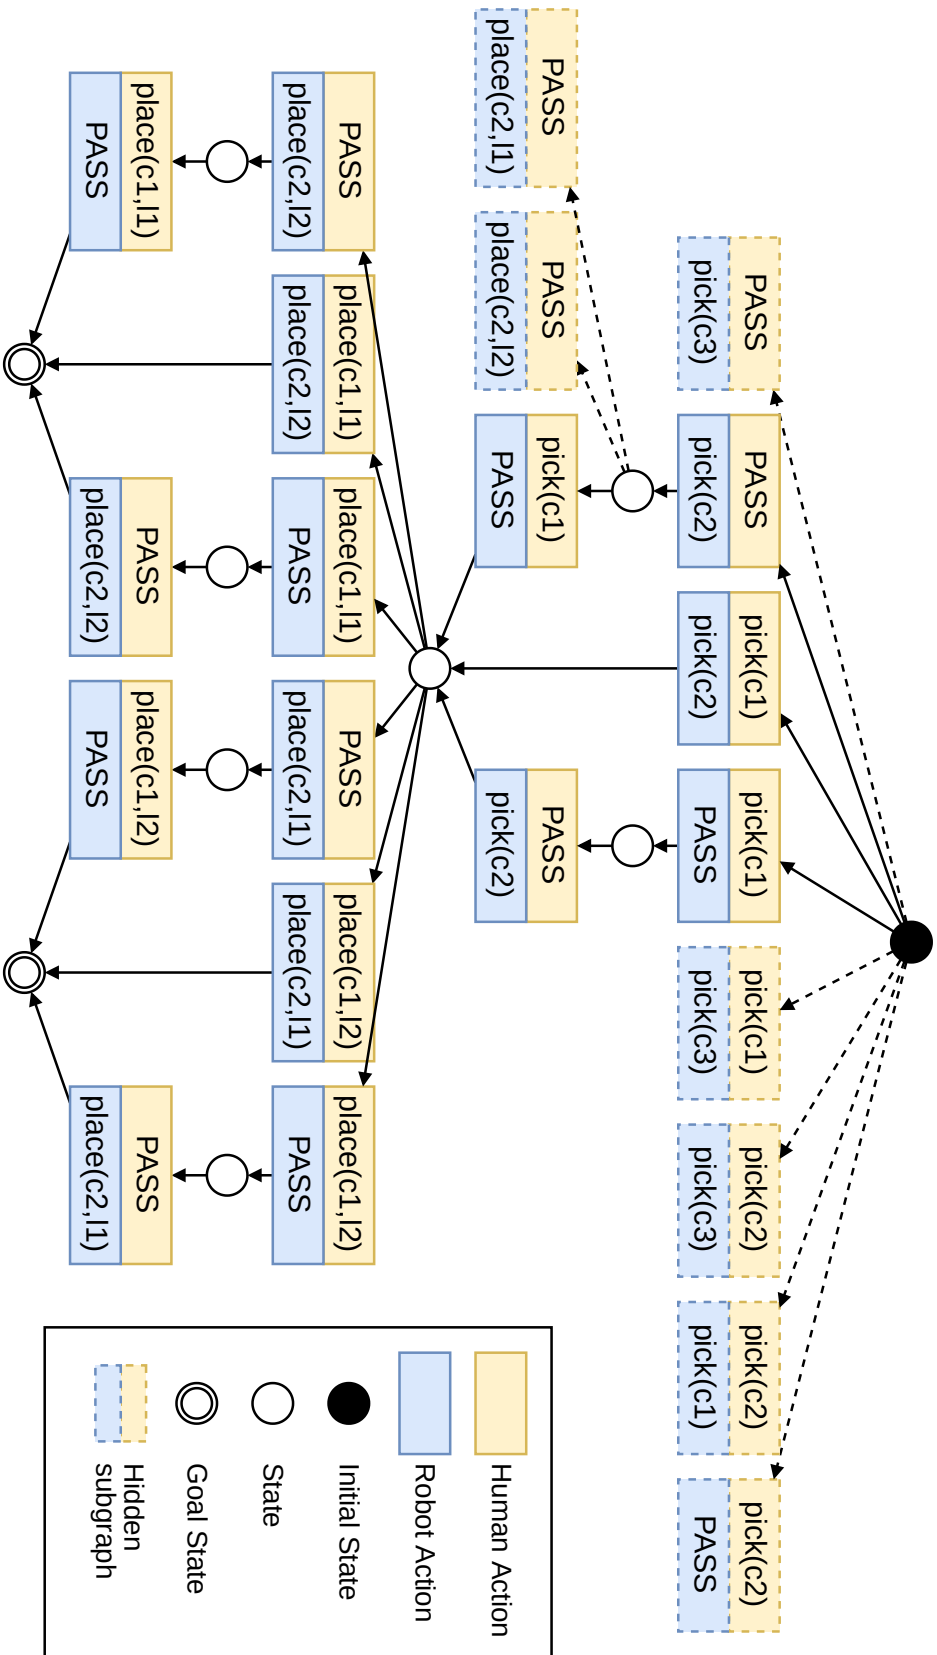 PASS
pick(c3)
PASS
pick(c2)
pick(c1)
pick(c2)
pick(c1)
PASS
pick(c1)
pick(c3)
pick(c2)
pick(c3)
pick(c2)
pick(c1)
pick(c2)
PASS
PASS
place(c2,l1)
PASS
place(c2,l2)
pick(c1)
PASS
PASS
pick(c2)
PASS
place(c2,l2)
place(c1,l1)
place(c2,l2)
place(c1,l1)
PASS
PASS
place(c2,l1)
place(c1,l2)
place(c2,l1)
place(c1,l2)
PASS
place(c1,l1)
PASS
PASS
place(c2,l2)
place(c1,l2)
PASS
PASS
place(c2,l1)
Human Action
Robot Action
Initial State
State
Goal State
Hidden
subgraph